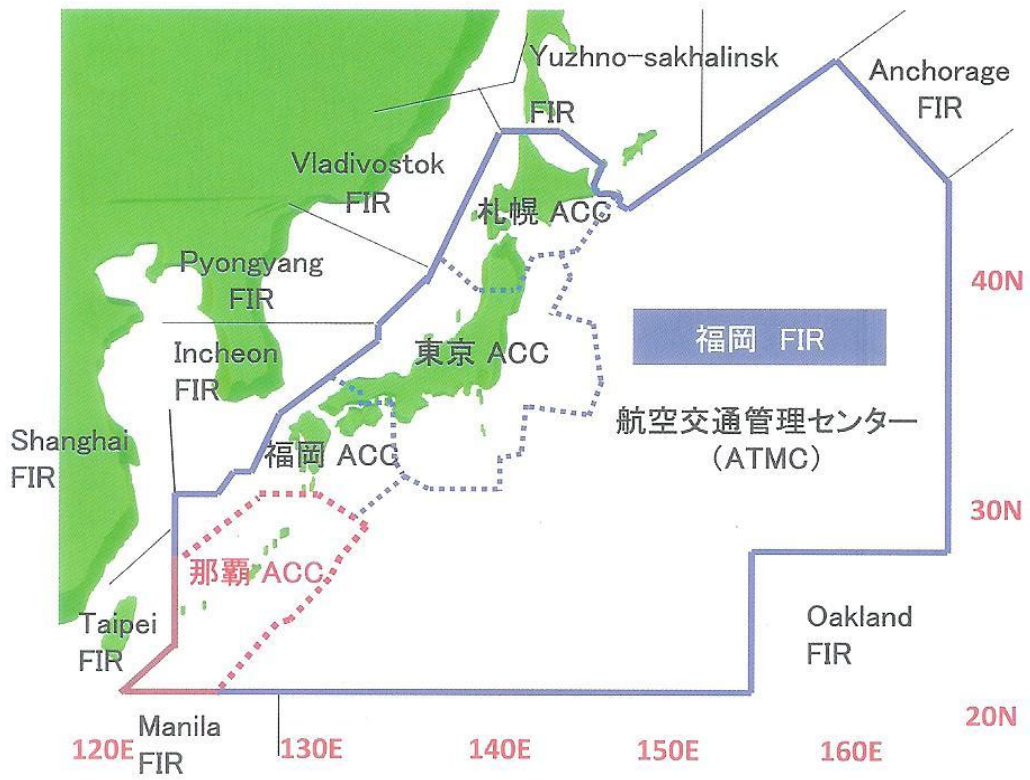 Yuzhno-sakhalinsk
FIR
Anchorage
FIR
Vladivostok
FIR
札幌 ACC
Pyongyang
FIR
40N
福岡 FIR
Incheon
FIR
東京 ACC
航空交通管理センター
(ATMC)
Shanghai
FIR
福岡 ACC
30N
那覇 ACC
Taipei
FIR
Oakland
FIR
20N
Manila
FIR
120E
130E
140E
150E
160E